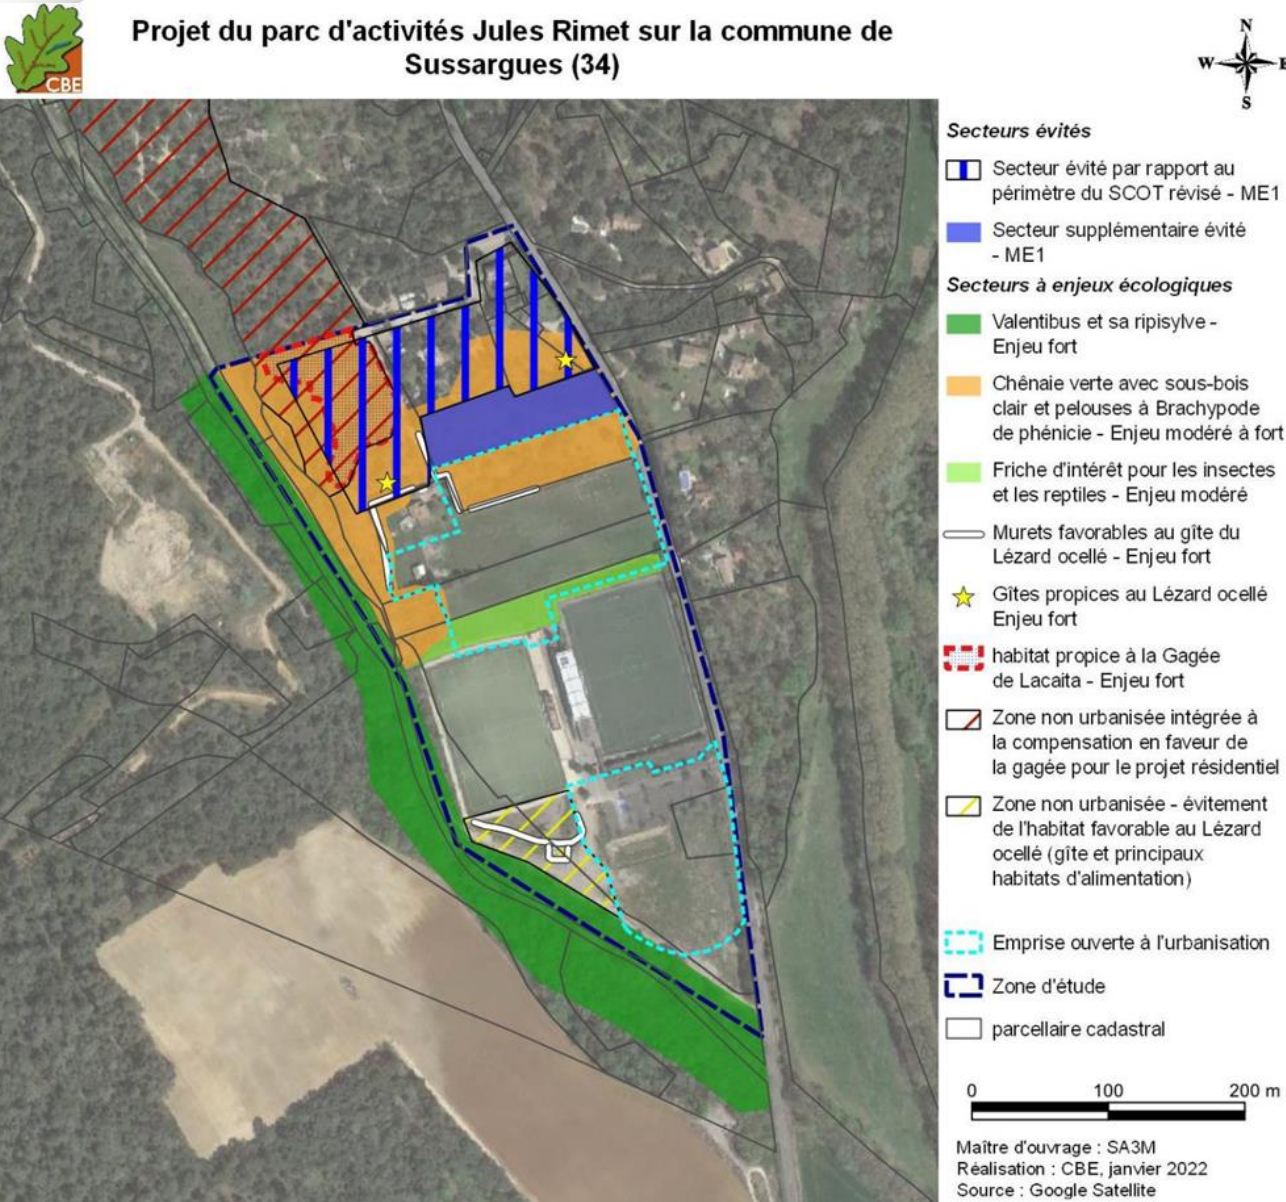 CBE
Projet du parc d'activités Jules Rimet sur la commune de
Sussargues (34)
N
W
E
S
Secteurs évités
Secteur évité par rapport au
périmètre du SCOT révisé - ME1
Secteur supplémentaire évité
- ME1
Secteurs à enjeux écologiques
Valentibus et sa ripisylve -
Enjeu fort
Chênaie verte avec sous-bois
clair et pelouses à Brachypode
de phénicie - Enjeu modéré à fort
Friche d'intérêt pour les insectes
et les reptiles - Enjeu modéré
Murets favorables au gîte du
Lézard ocellé - Enjeu fort
Gîtes propices au Lézard ocellé
Enjeu fort
habitat propice à la Gagée
de Lacaita - Enjeu fort
Zone non urbanisée intégrée à
la compensation en faveur de
la gagée pour le projet résidentiel
Zone non urbanisée - évitement
de l'habitat favorable au Lézard
ocellé (gîte et principaux
habitats d'alimentation)
Emprise ouverte à l'urbanisation
Zone d'étude
parcellaire cadastral
0 100 200 m
Maître d'ouvrage : SA3M
Réalisation : CBE, janvier 2022
Source : Google Satellite